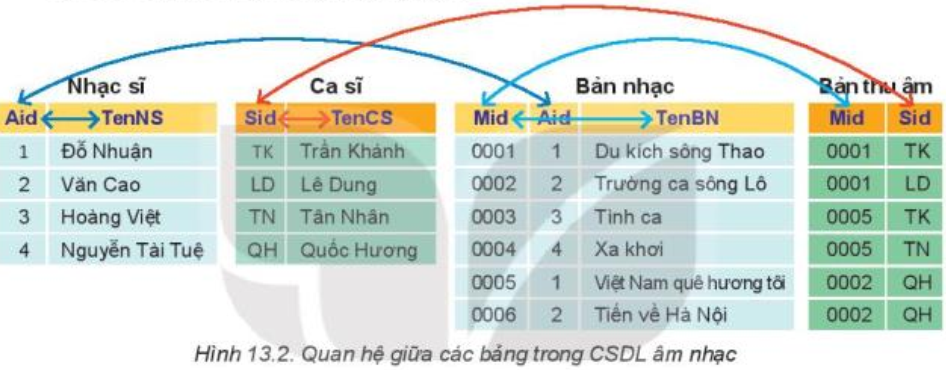 Nhạc sĩ Ca sĩ Bản nhạc Bản thu âm
Aid TenNS Sid TenCS Mid Aid TenBN Mid Sid
1 Đỗ Nhuận TK Trần Khánh 0001 1 Du kích sông Thao 0001 TK
2 Văn Cao LD Lê Dung 0002 2 Trường ca sông Lô 0001 LD
3 Hoàng Việt TN Tân Nhân 0003 3 Tình ca 0005 TK
4 Nguyễn Tài Tuệ QH Quốc Hương 0004 4 Xa khơi 0005 TN
0005 1 Việt Nam quê hương tôi 0002 QH
0006 2 Tiến về Hà Nội 0002 QH
Hình 13.2. Quan hệ giữa các bảng trong CSDL âm nhạc